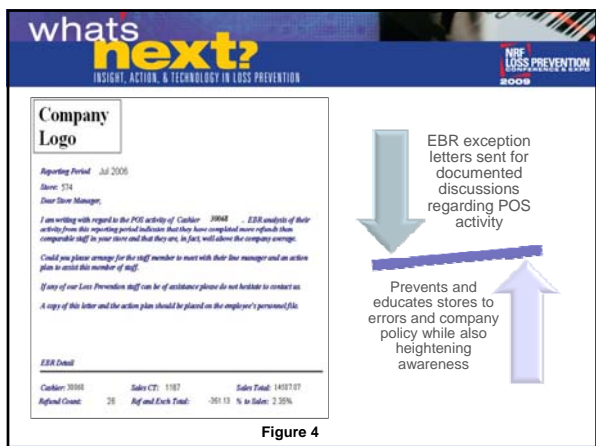 what's
next?
INSIGHT, ACTION, & TECHNOLOGY IN LOSS PREVENTION
NRF
LOSS PREVENTION
CONFERENCE & EXPO
2009
Company
Logo
Reporting Period Jul 2006
Store: 574
Dear Store Manager,
I am writing with regard to the POS activity of Cashier 30068 . EBR analysis of their
activity from this reporting period indicates that they have completed more refunds than
comparable staff in your store and that they are, in fact, well above the company average.
Could you please arrange for the staff member to meet with their line manager and an action
plan to assist this member of staff.
If any of our Loss Prevention staff can be of assistance please do not hesitate to contact us.
A copy of this letter and the action plan should be placed on the employee's personnel file.
EBR Detail
Cashier: 30068 Sales CT: 1167 Sales Total: 14587.07
Refund Count: 26 Ref and Exch Total: -351.13 % to Sales: 2.35%
EBR exception
letters sent for
documented
discussions
regarding POS
activity
Prevents and
educates stores to
errors and company
policy while also
heightening
awareness
Figure 4